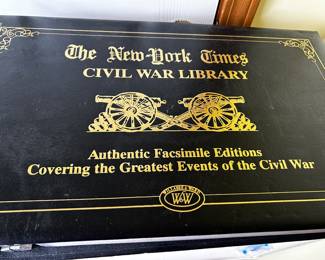 The New-York Times
CIVIL WAR LIBRARY
Authentic Facsimile Editions
Covering the Greatest Events of the Civil War
W&W